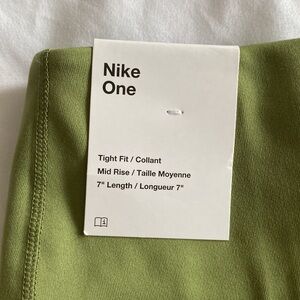 Nike
One
Tight Fit / Collant
Mid Rise / Taille Moyenne
7" Length / Longueur 7"